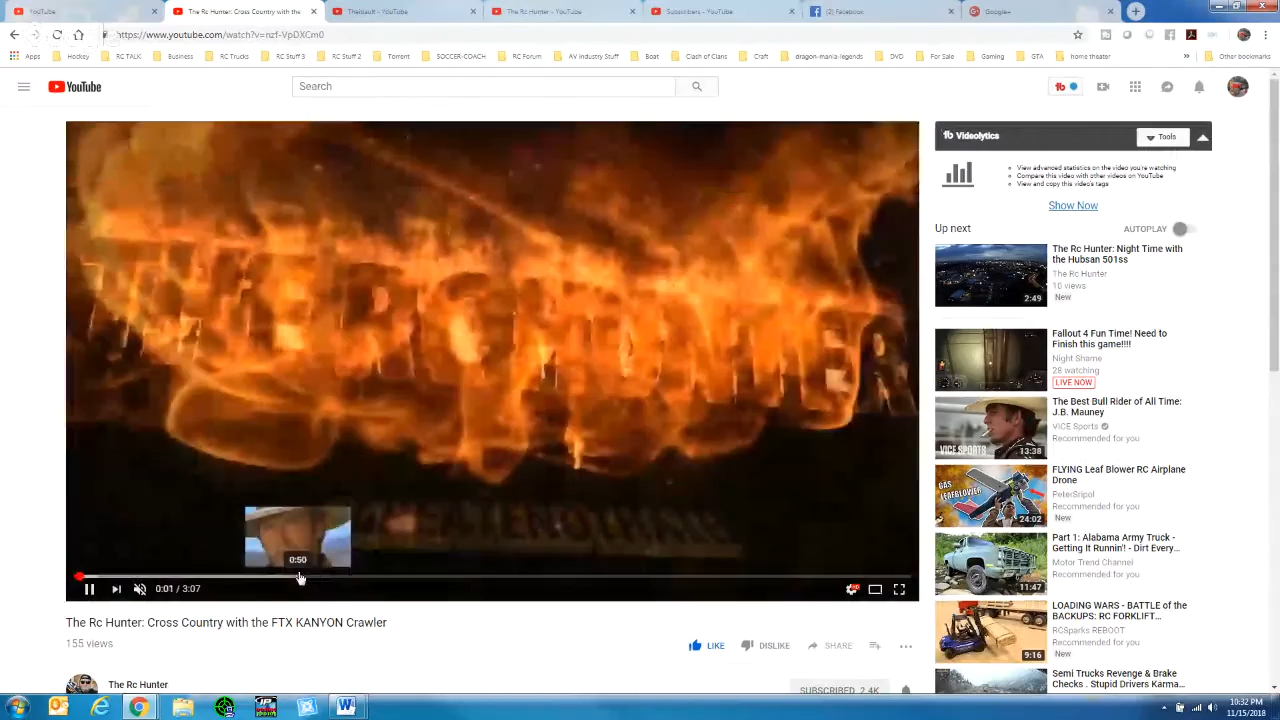 YouTube
The Rc Hunter: Cross Country with the
TheBault - YouTube
The Rc Hunter - YouTube
Subscribers - YouTube
(2) Facebook
Google+
https://www.youtube.com/watch?v=nzf-VpDXCm0
Apps Hockey RC TALK Business RC Trucks RC Stuff 3 RC Stuff 2 Torrent SOCCER-COACH RC Forum AV industry Stuff Boat Clash of Clans Craft dragon-mania-legends DVD For Sale Gaming GTA home theater » Other bookmarks
YouTube
Search
tb
tb Videolytics
Tools
View advanced statistics on the video you're watching
Compare this video with other videos on YouTube
View and copy this video's tags
Show Now
Up next
AUTOPLAY
The Rc Hunter: Night Time with
the Hubsan 501ss
The Rc Hunter
10 views
New
2:49
Fallout 4 Fun Time! Need to
Finish this game!!!!
Night Shame
28 watching
LIVE NOW
The Best Bull Rider of All Time:
J.B. Mauney
VICE Sports
Recommended for you
VICE SPORTS
13:38
FLYING Leaf Blower RC Airplane
Drone
PeterSripol
Recommended for you
New
GAS
LEAFBLOWER
24:02
Part 1: Alabama Army Truck -
Getting It Runnin'! - Dirt Every...
Motor Trend Channel
Recommended for you
11:47
LOADING WARS - BATTLE of the
BACKUPS: RC FORKLIFT...
RCSparks REBOOT
Recommended for you
New
9:16
Semi Trucks Revenge & Brake
Checks . Stupid Drivers Karma...
0:50
0:01 / 3:07
HD
The Rc Hunter: Cross Country with the FTX KANYON Crawler
155 views
LIKE
DISLIKE
SHARE
The Rc Hunter
SUBSCRIBED 2.4K
10:32 PM
11/15/2018